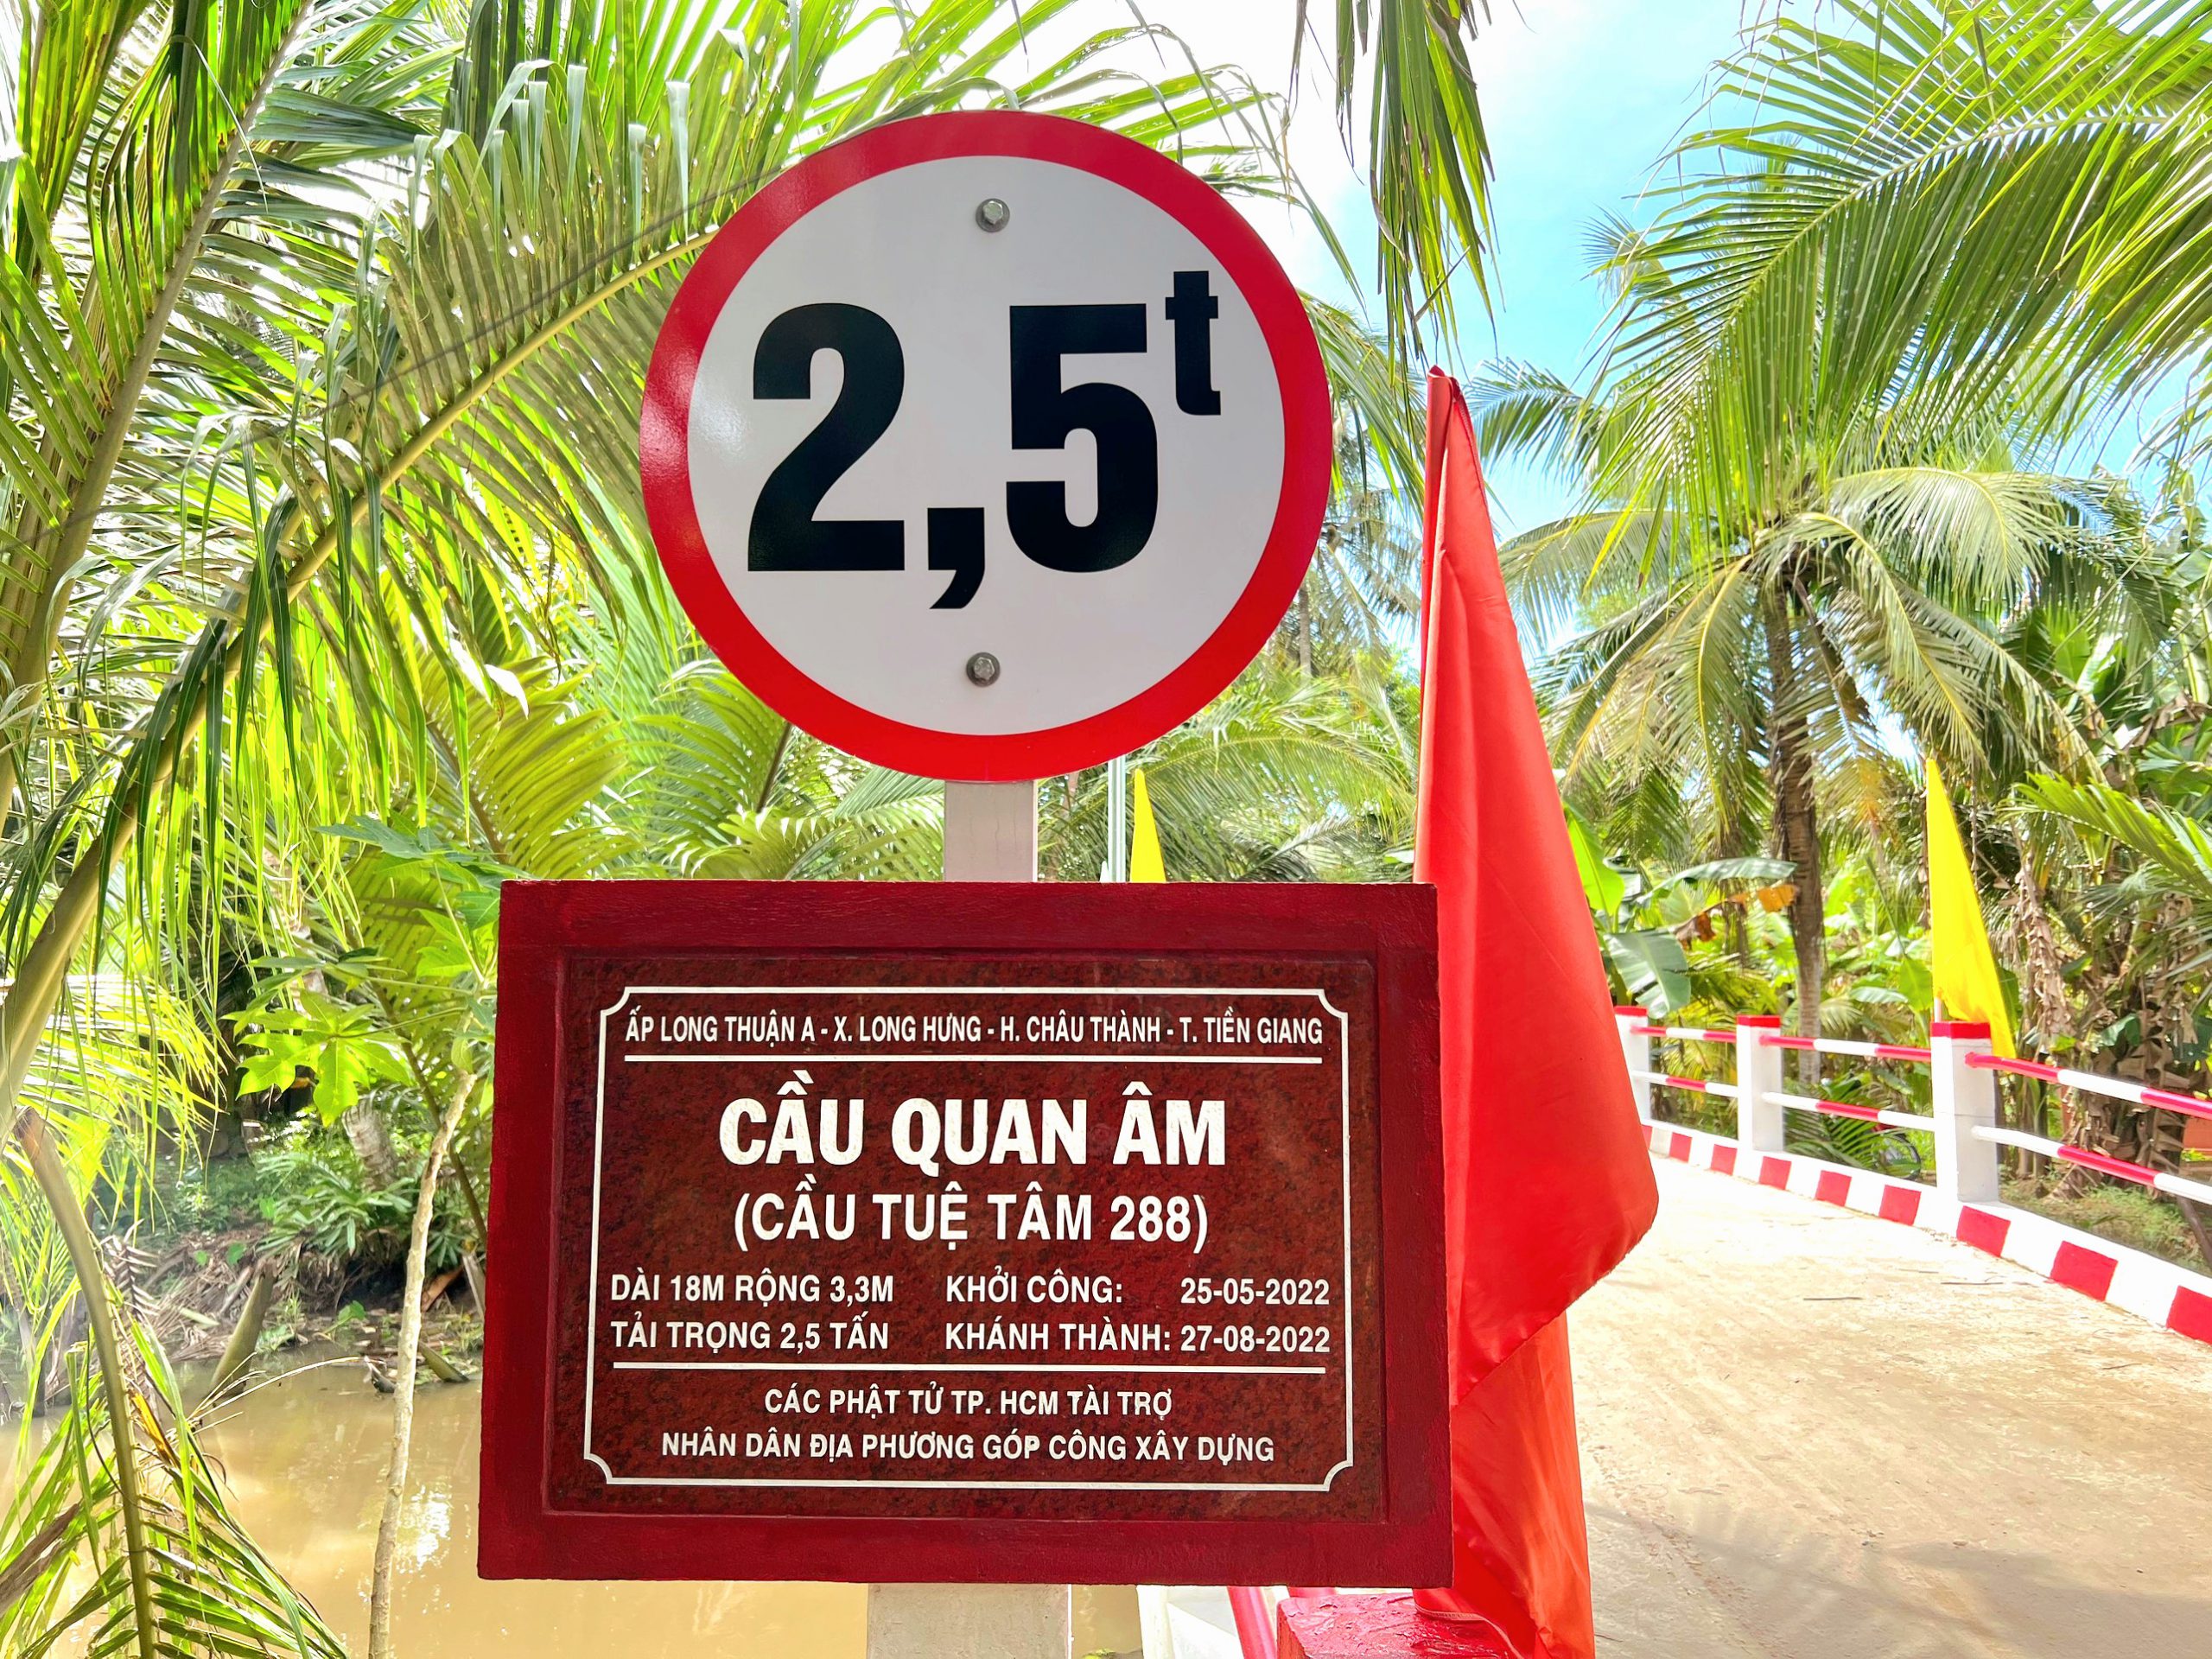 2,5t
ẤP LONG THUẬN A - X. LONG HƯNG - H. CHÂU THÀNH - T. TIỀN GIANG
CẦU QUAN ÂM
(CẦU TUỆ TÂM 288)
DÀI 18M RỘNG 3,3M KHỞI CÔNG: 25-05-2022
TẢI TRỌNG 2,5 TẤN KHÁNH THÀNH: 27-08-2022
CÁC PHẬT TỬ TP. HCM TÀI TRỢ
NHÂN DÂN ĐỊA PHƯƠNG GÓP CÔNG XÂY DỰNG